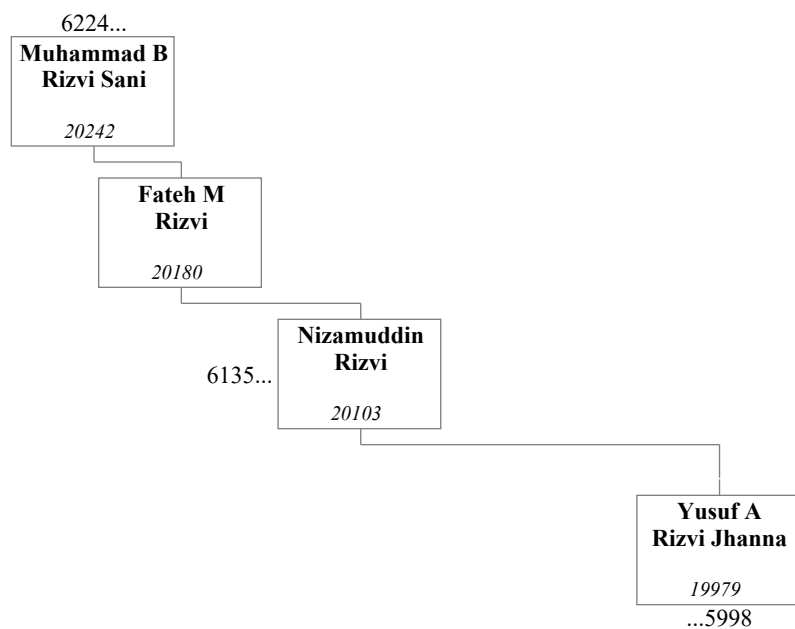 6224...
Muhammad B
Rizvi Sani
20242
Fateh M
Rizvi
20180
Nizamuddin
Rizvi
6135...
20103
Yusuf A
Rizvi Jhanna
19979
...5998